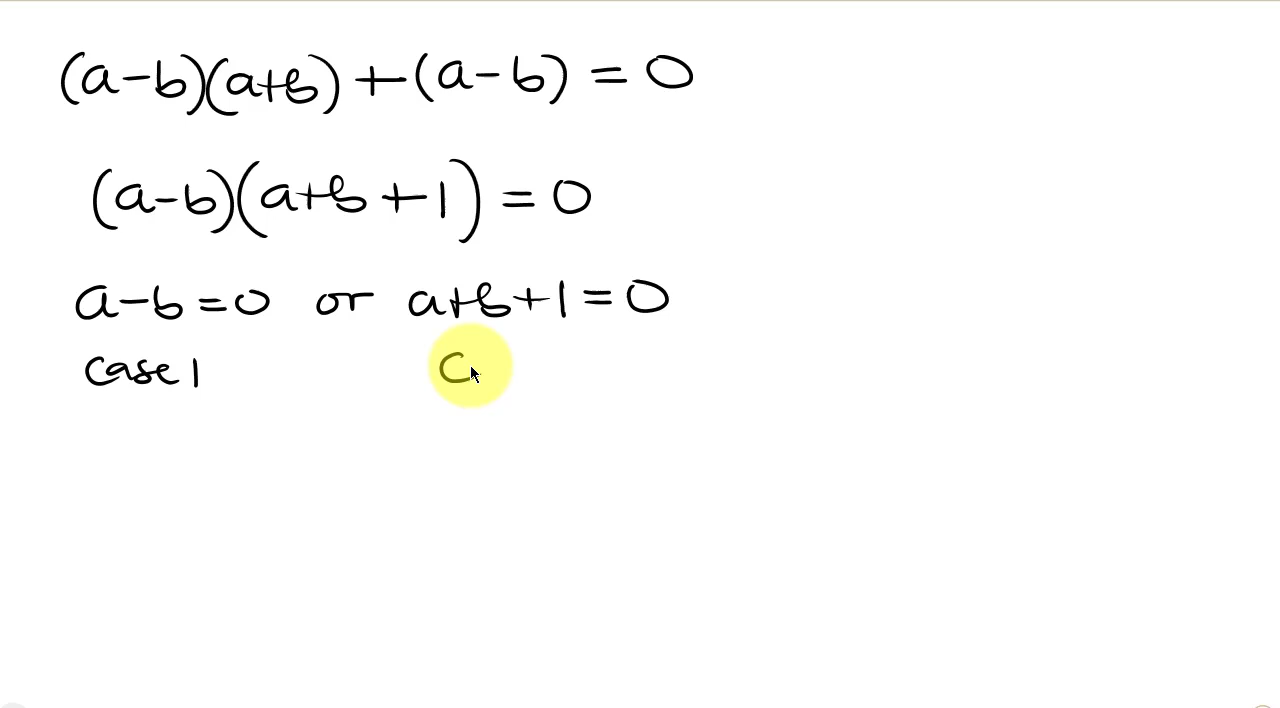 (a-b)(a+b) + (a-b) = 0
(a-b)(a+b+1) = 0
a-b=0 or a+b+1=0
Case 1 C